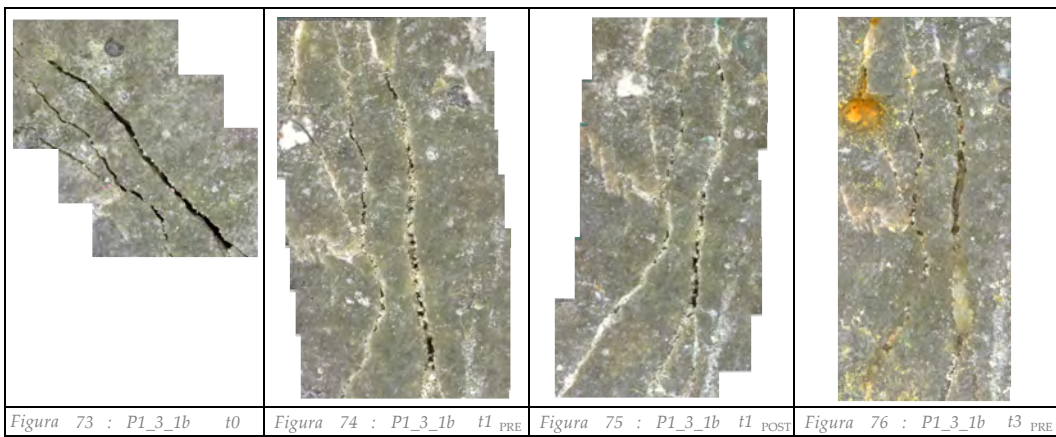 Figura 73 : P1_3_1b t0
Figura 74 : P1_3_1b t1 PRE
Figura 75 : P1_3_1b t1 POST
Figura 76 : P1_3_1b t3 PRE